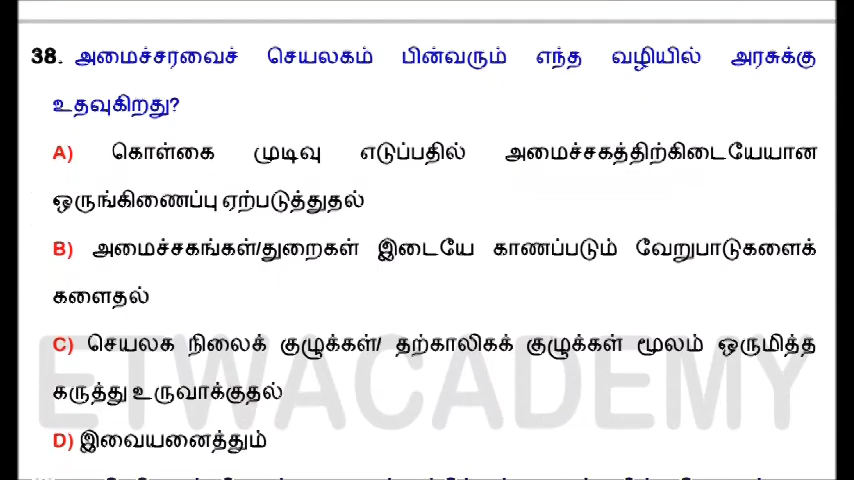 38. அமைச்சரவைச் செயலகம் பின்வரும் எந்த வழியில் அரசுக்கு
உதவுகிறது?
A) கொள்கை முடிவு எடுப்பதில் அமைச்சகத்திற்கிடையேயான
ஒருங்கிணைப்பு ஏற்படுத்துதல்
B) அமைச்சகங்கள்/துறைகள் இடையே காணப்படும் வேறுபாடுகளைக்
களைதல்
C) செயலக நிலைக் குழுக்கள்/ தற்காலிகக் குழுக்கள் மூலம் ஒருமித்த
கருத்து உருவாக்குதல்
D) இவையனைத்தும்
ETWACADEMY